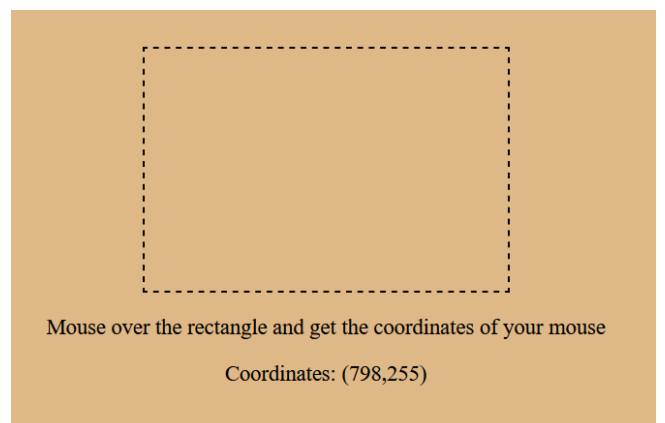 Mouse over the rectangle and get the coordinates of your mouse
Coordinates: (798,255)